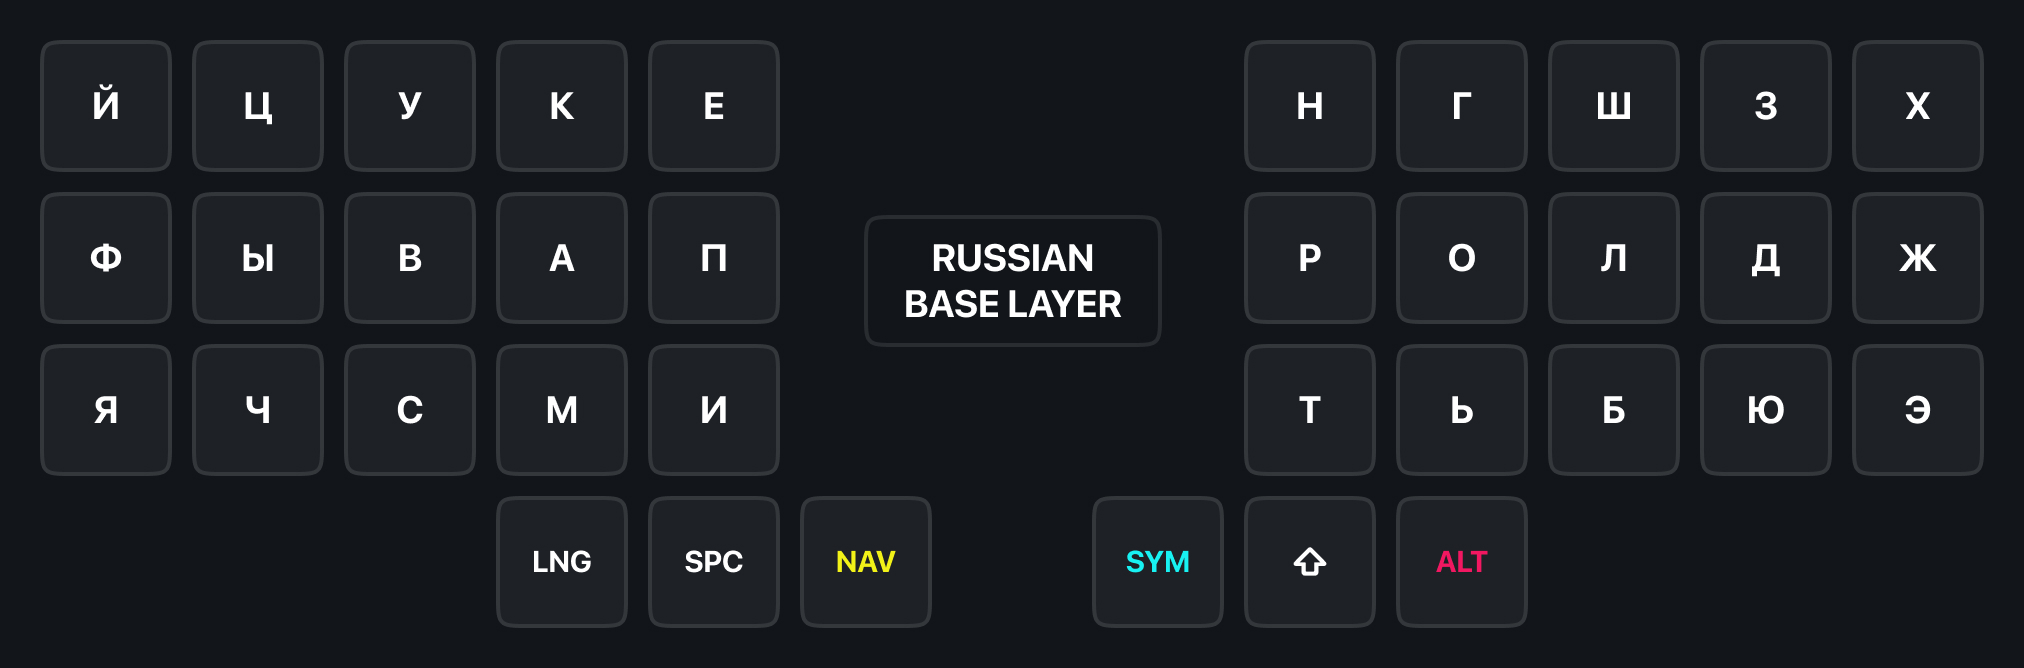 Й Ц У К Е Н Г Ш З Х
Ф Ы В А П Р О Л Д Ж
RUSSIAN
BASE LAYER
Я Ч С М И Т Ь Б Ю Э
LNG SPC NAV SYM ALT